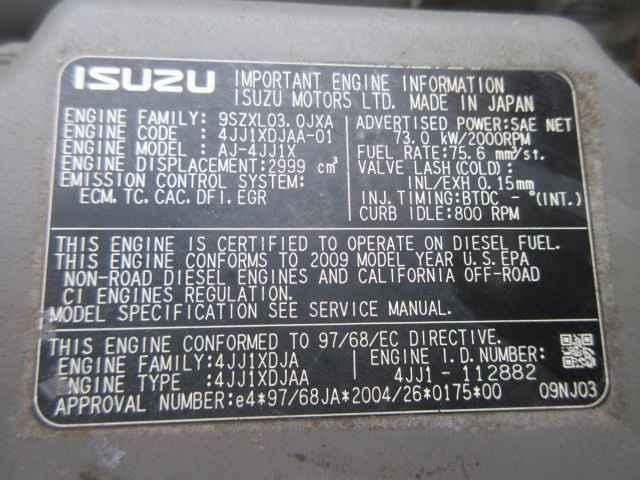 ISUZU IMPORTANT ENGINE INFORMATION
ISUZU MOTORS LTD. MADE IN JAPAN
ENGINE FAMILY: 9SZXL03.0JXA
ENGINE CODE: 4JJ1XDJAA-01
ENGINE MODEL: AJ-4JJ1X
ENGINE DISPLACEMENT: 2999 cm³
EMISSION CONTROL SYSTEM:
ECM. TC. CAC. DFI. EGR
ADVERTISED POWER: SAE NET
73.0 kW/2000RPM
FUEL RATE: 75.6 mm³/st.
VALVE LASH (COLD):
INL/EXH 0.15mm
INJ. TIMING: BTDC - °(INT.)
CURB IDLE: 800 RPM
THIS ENGINE IS CERTIFIED TO OPERATE ON DIESEL FUEL.
THIS ENGINE CONFORMS TO 2009 MODEL YEAR U.S. EPA
NON-ROAD DIESEL ENGINES AND CALIFORNIA OFF-ROAD
CI ENGINES REGULATION.
MODEL SPECIFICATION SEE SERVICE MANUAL.
THIS ENGINE CONFORMED TO 97/68/EC DIRECTIVE.
ENGINE FAMILY: 4JJ1XDJA
ENGINE TYPE : 4JJ1XDJAA
ENGINE I.D. NUMBER:
4JJ1 - 112882
APPROVAL NUMBER: e4*97/68JA*2004/26*0175*00
09NJ03